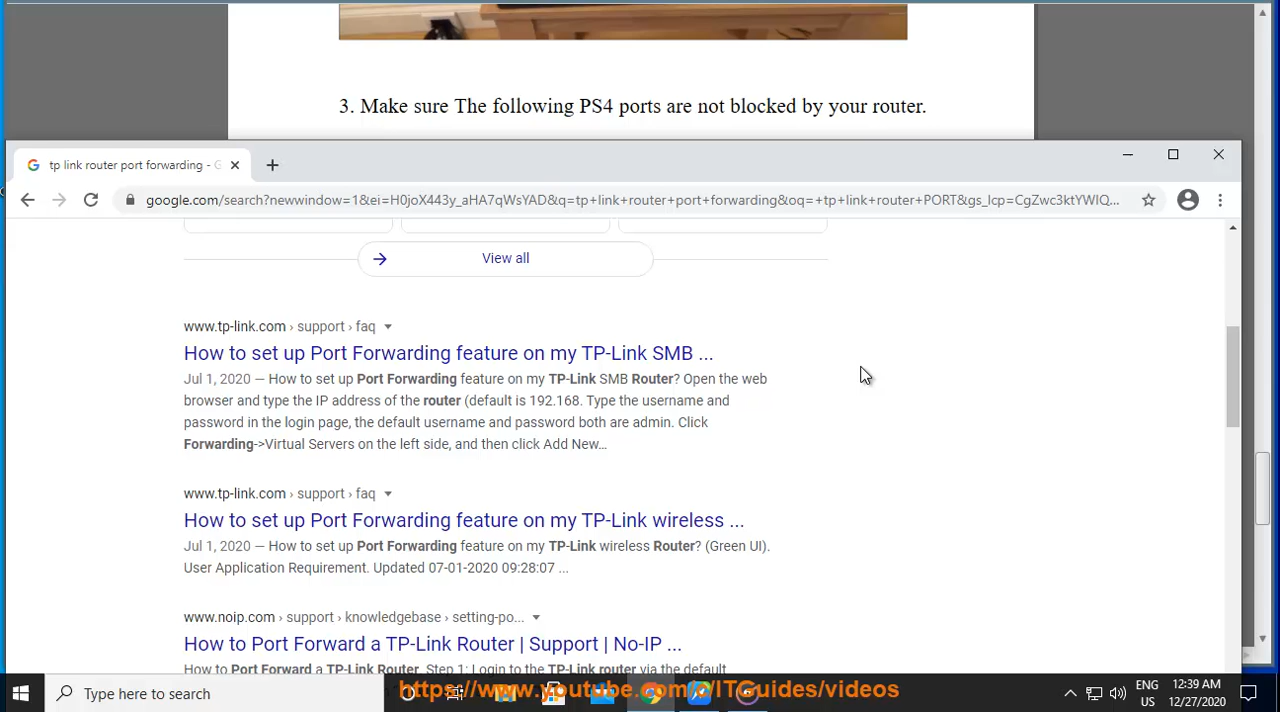 3. Make sure The following PS4 ports are not blocked by your router.
tp link router port forwarding - G
google.com/search?newwindow=1&ei=H0joX443y_aHA7qWsYAD&q=tp+link+router+port+forwarding&oq=+tp+link+router+PORT&gs_lcp=CgZwc3ktYWIQ...
View all
www.tp-link.com › support › faq
How to set up Port Forwarding feature on my TP-Link SMB ...
Jul 1, 2020 — How to set up Port Forwarding feature on my TP-Link SMB Router? Open the web
browser and type the IP address of the router (default is 192.168. Type the username and
password in the login page, the default username and password both are admin. Click
Forwarding->Virtual Servers on the left side, and then click Add New...
www.tp-link.com › support › faq
How to set up Port Forwarding feature on my TP-Link wireless ...
Jul 1, 2020 — How to set up Port Forwarding feature on my TP-Link wireless Router? (Green UI).
User Application Requirement. Updated 07-01-2020 09:28:07 ...
www.noip.com › support › knowledgebase › setting-po...
How to Port Forward a TP-Link Router | Support | No-IP ...
How to Port Forward a TP-Link Router. Step 1: Login to the TP-Link router via the default
Type here to search
https://www.youtube.com/c/ITGuides/videos
ENG
US
12:39 AM
12/27/2020